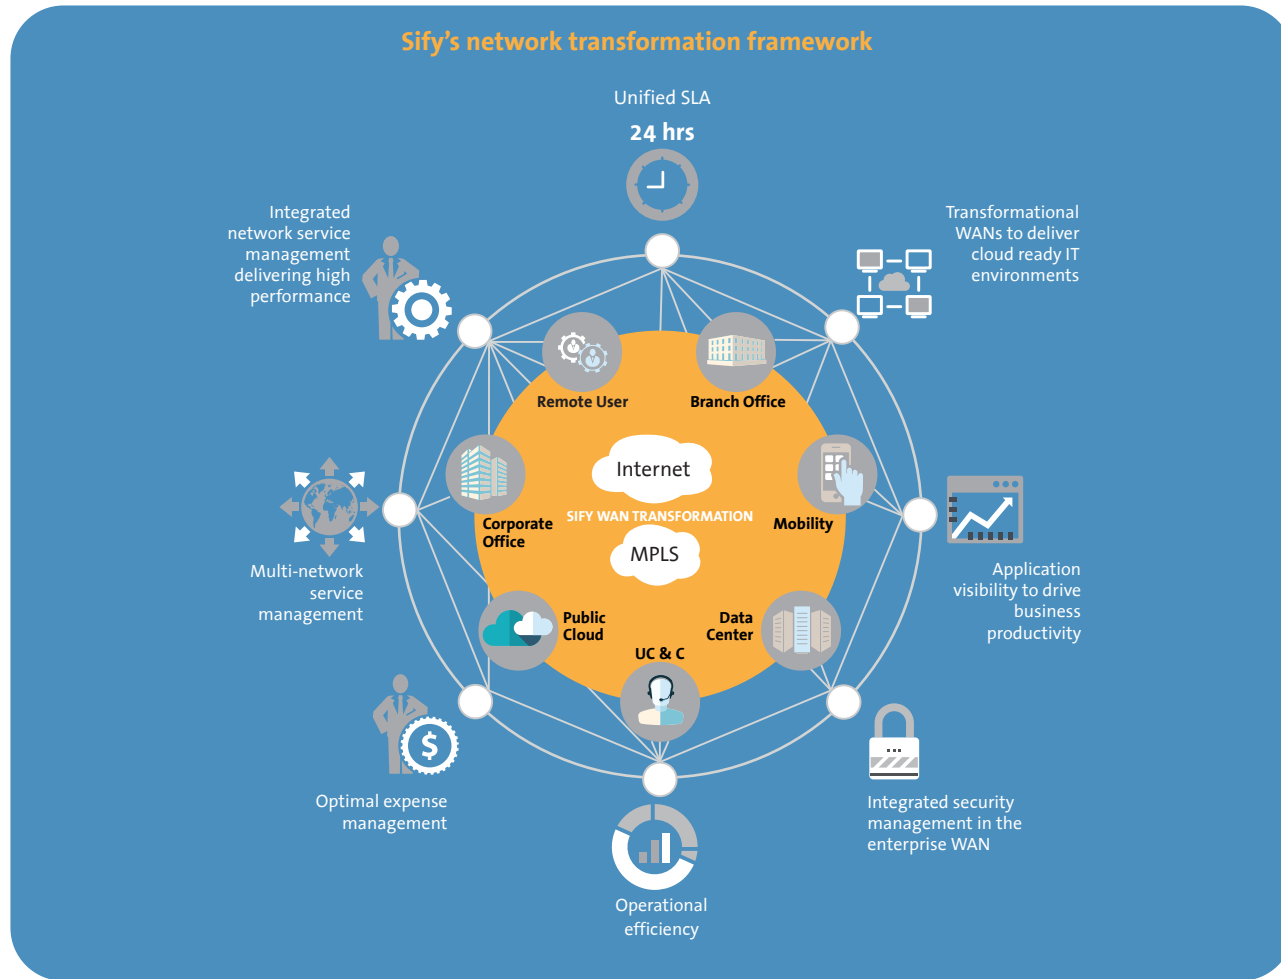 Sify's network transformation framework
Unified SLA
24 hrs
Integrated
network service
management
delivering high
performance
Transformational
WANs to deliver
cloud ready IT
environments
Remote User
Branch Office
Internet
SIFY WAN TRANSFORMATION
MPLS
Corporate
Office
Mobility
Multi-network
service
management
Application
visibility to drive
business
productivity
Public
Cloud
Data
Center
UC & C
$
Optimal expense
management
Integrated security
management in the
enterprise WAN
Operational
efficiency